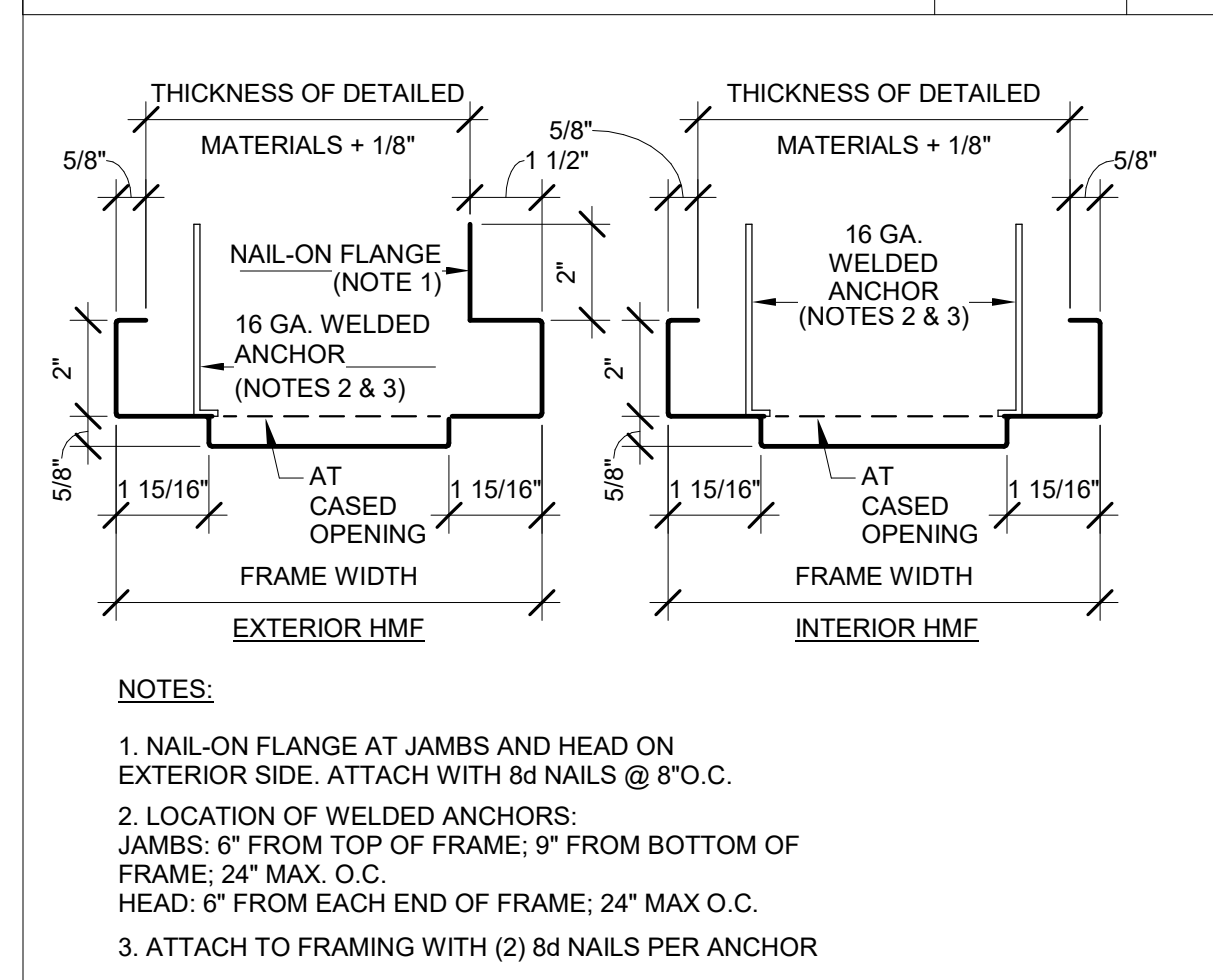 THICKNESS OF DETAILED
MATERIALS + 1/8"
5/8"
5/8"
1 1/2"
NAIL-ON FLANGE
(NOTE 1)
2"
16 GA. WELDED
ANCHOR
(NOTES 2 & 3)
2"
5/8"
1 15/16"
AT
CASED
OPENING
1 15/16"
FRAME WIDTH
EXTERIOR HMF
THICKNESS OF DETAILED
MATERIALS + 1/8"
5/8"
16 GA.
WELDED
ANCHOR
(NOTES 2 & 3)
2"
5/8"
1 15/16"
AT
CASED
OPENING
1 15/16"
FRAME WIDTH
INTERIOR HMF
NOTES:
1. NAIL-ON FLANGE AT JAMBS AND HEAD ON
EXTERIOR SIDE. ATTACH WITH 8d NAILS @ 8"O.C.
2. LOCATION OF WELDED ANCHORS:
JAMBS: 6" FROM TOP OF FRAME; 9" FROM BOTTOM OF
FRAME; 24" MAX. O.C.
HEAD: 6" FROM EACH END OF FRAME; 24" MAX O.C.
3. ATTACH TO FRAMING WITH (2) 8d NAILS PER ANCHOR